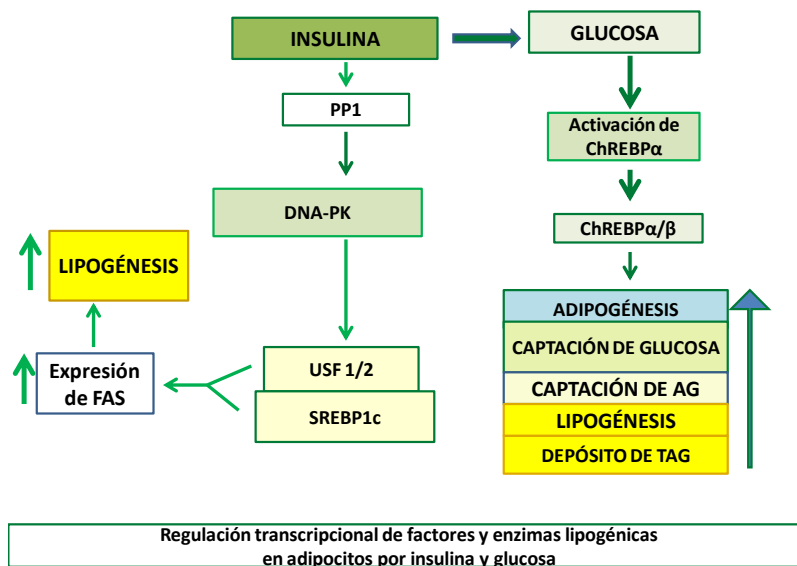 INSULINA
GLUCOSA
PP1
Activación de
ChREBPα
DNA-PK
ChREBPα/β
LIPOGÉNESIS
ADIPOGÉNESIS
CAPTACIÓN DE GLUCOSA
CAPTACIÓN DE AG
LIPOGÉNESIS
DEPÓSITO DE TAG
Expresión
de FAS
USF 1/2
SREBP1c
Regulación transcripcional de factores y enzimas lipogénicas
en adipocitos por insulina y glucosa